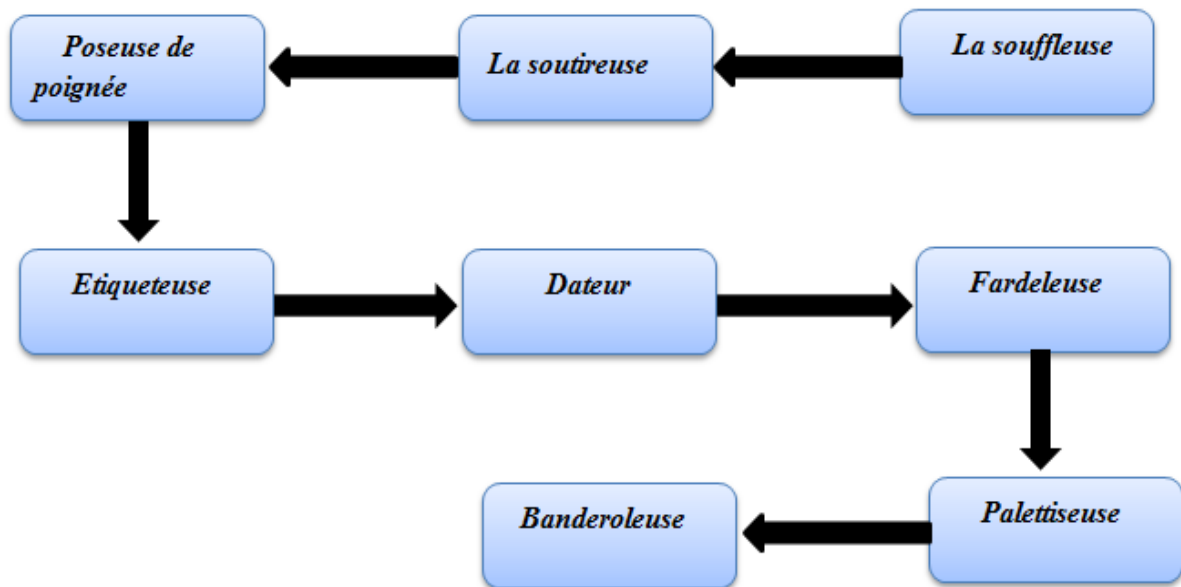 Poseuse de
poignée
La soutireuse
La souffleuse
Etiqueteuse
Dateur
Fardeleuse
Banderoleuse
Palettiseuse